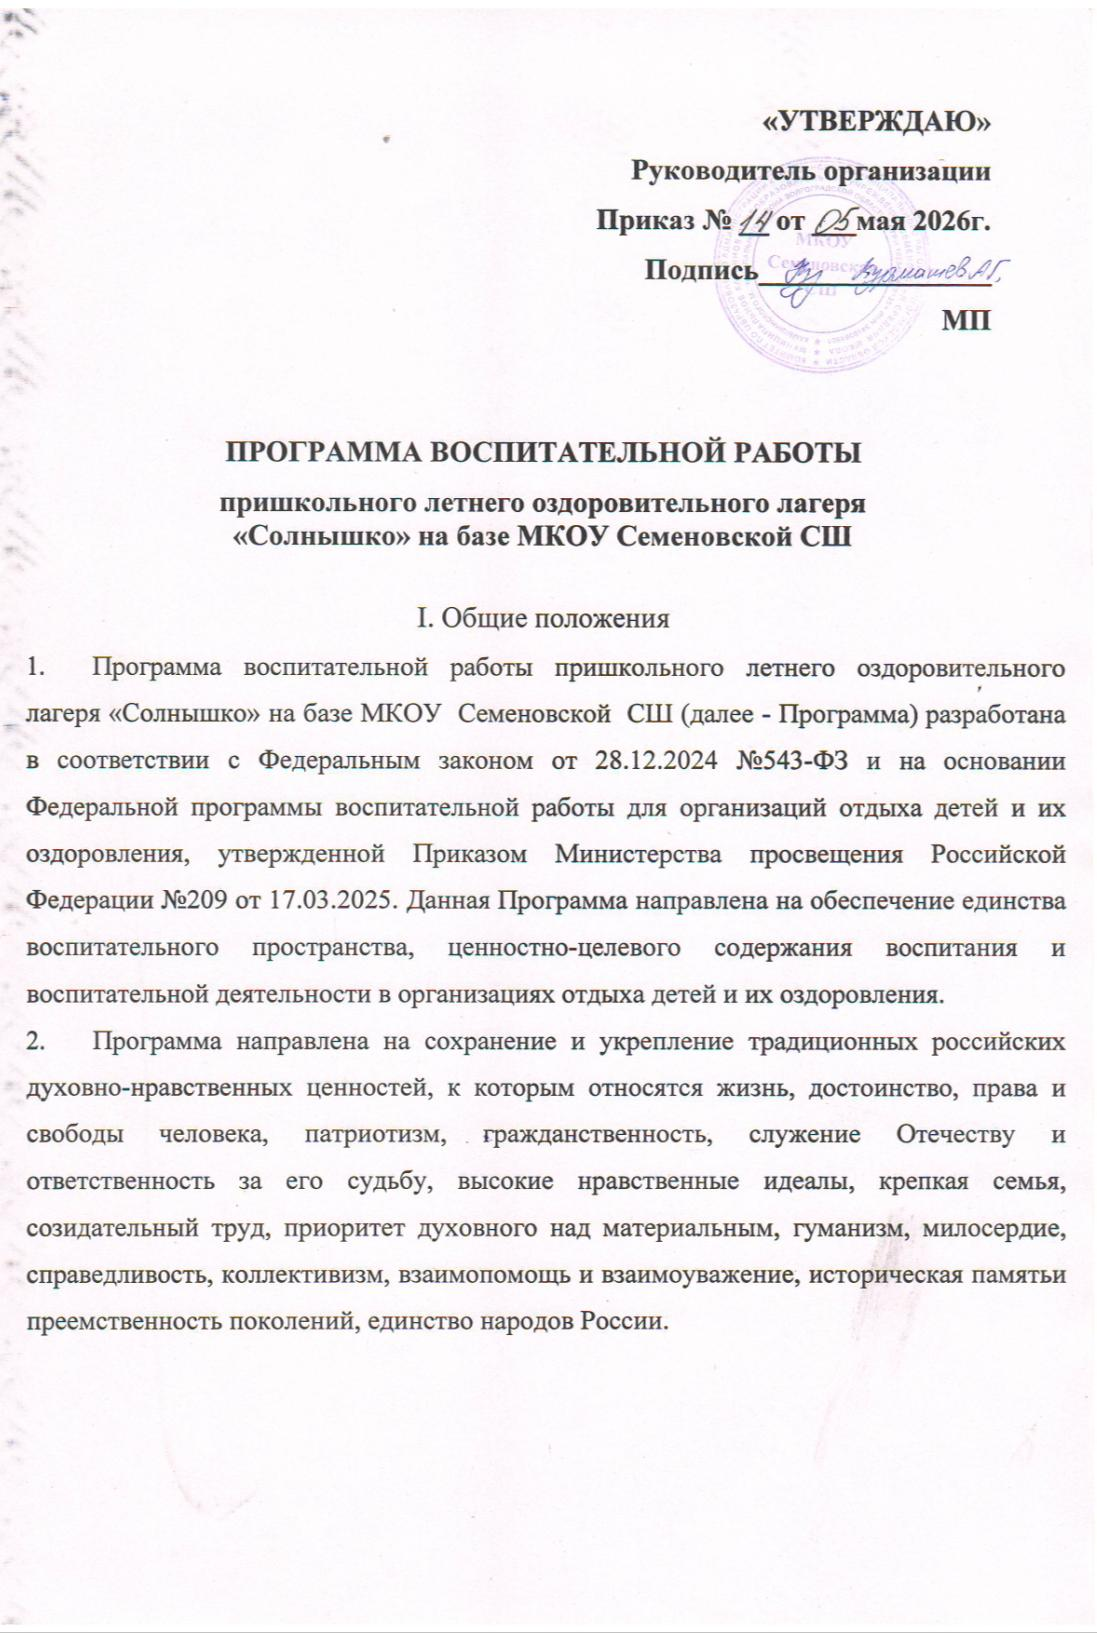 «УТВЕРЖДАЮ»
Руководитель организации
Приказ № 14 от 05 мая 2026г.
Подпись Курмашев А.Г.
МКОУ
Семеновская
СШ
МП
ПРОГРАММА ВОСПИТАТЕЛЬНОЙ РАБОТЫ
пришкольного летнего оздоровительного лагеря
«Солнышко» на базе МКОУ Семеновской СШ
I. Общие положения
1. Программа воспитательной работы пришкольного летнего оздоровительного
лагеря «Солнышко» на базе МКОУ Семеновской СШ (далее - Программа) разработана
в соответствии с Федеральным законом от 28.12.2024 №543-ФЗ и на основании
Федеральной программы воспитательной работы для организаций отдыха детей и их
оздоровления, утвержденной Приказом Министерства просвещения Российской
Федерации №209 от 17.03.2025. Данная Программа направлена на обеспечение единства
воспитательного пространства, ценностно-целевого содержания воспитания и
воспитательной деятельности в организациях отдыха детей и их оздоровления.
2. Программа направлена на сохранение и укрепление традиционных российских
духовно-нравственных ценностей, к которым относятся жизнь, достоинство, права и
свободы человека, патриотизм, гражданственность, служение Отечеству и
ответственность за его судьбу, высокие нравственные идеалы, крепкая семья,
созидательный труд, приоритет духовного над материальным, гуманизм, милосердие,
справедливость, коллективизм, взаимопомощь и взаимоуважение, историческая памятьи
преемственность поколений, единство народов России.